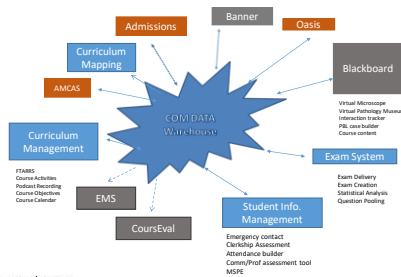 Admissions
Banner
Oasis
Curriculum
Mapping
Blackboard
AMCAS
Virtual Microscope
Virtual Pathology Museum
Interaction tracker
PBL case builder
Course content
COM DATA
Warehouse
Curriculum
Management
Exam System
FTARRS
Course Activities
Podcast Recording
Course Objectives
Course Calendar
Exam Delivery
Exam Creation
Statistical Analysis
Question Pooling
EMS
CoursEval
Student Info.
Management
Emergency contact
Clerkship Assessment
Attendance builder
Comm/Prof assessment tool
MSPE